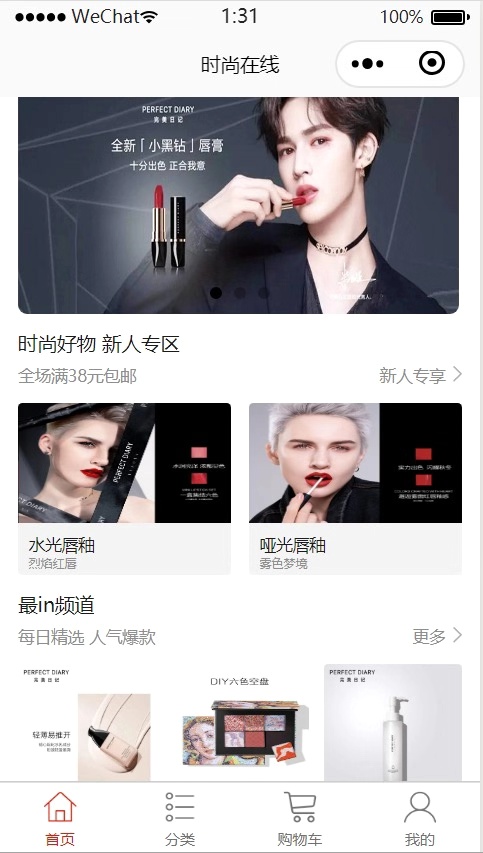 WeChat
1:31
100%
时尚在线
PERFECT DIARY
完美日记
全新「小黑钻」唇膏
十分出色 正合我意
时尚好物 新人专区
全场满38元包邮
新人专享
PERFECT DIARY
水光唇釉
烈焰红唇
哑光唇釉
雾色梦境
最in频道
每日精选 人气爆款
更多
PERFECT DIARY
完美日记
轻薄易推开
DIY六色空盘
PERFECT DIARY
完美日记
首页
分类
购物车
我的